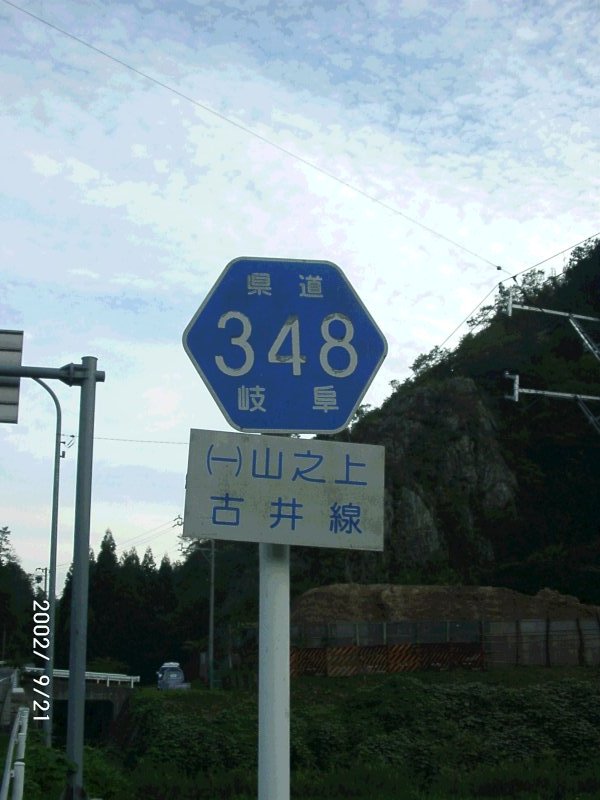 県道
348
岐阜
(一)山之上
古井線
2002/ 9/21